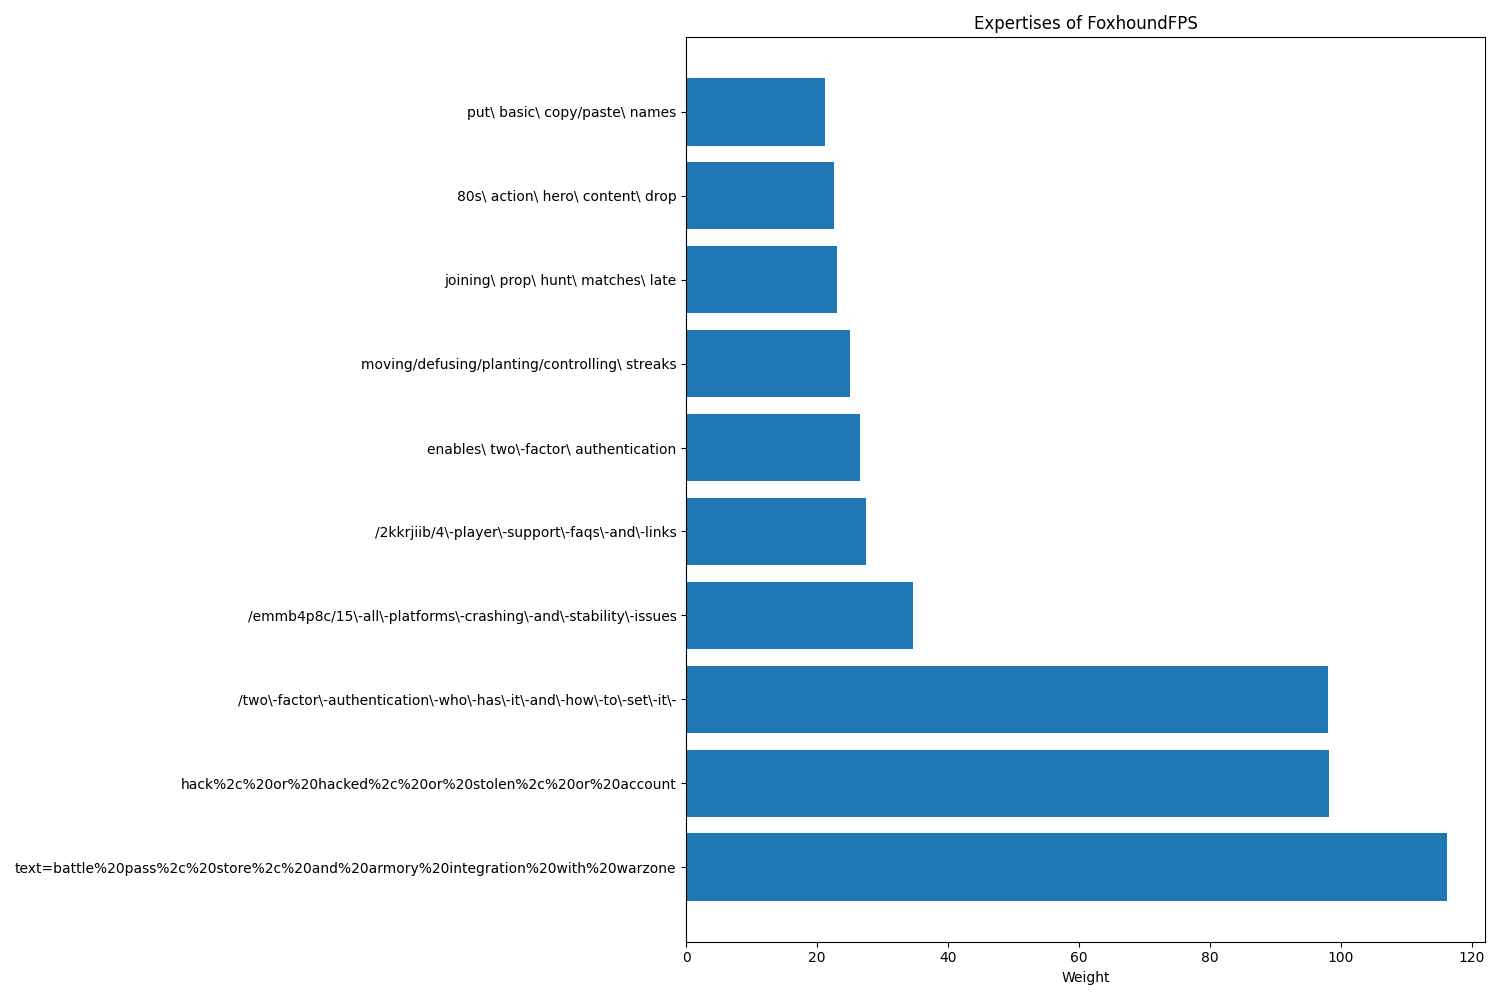 Expertises of FoxhoundFPS
put\ basic\ copy/paste\ names
80s\ action\ hero\ content\ drop
joining\ prop\ hunt\ matches\ late
moving/defusing/planting/controlling\ streaks
enables\ two\-factor\ authentication
/2kkrjiib/4\-player\-support\-faqs\-and\-links
/emmb4p8c/15\-all\-platforms\-crashing\-and\-stability\-issues
/two\-factor\-authentication\-who\-has\-it\-and\-how\-to\-set\-it\-
hack%2c%20or%20hacked%2c%20or%20stolen%2c%20or%20account
text=battle%20pass%2c%20store%2c%20and%20armory%20integration%20with%20warzone
0 20 40 60 80 100 120
Weight